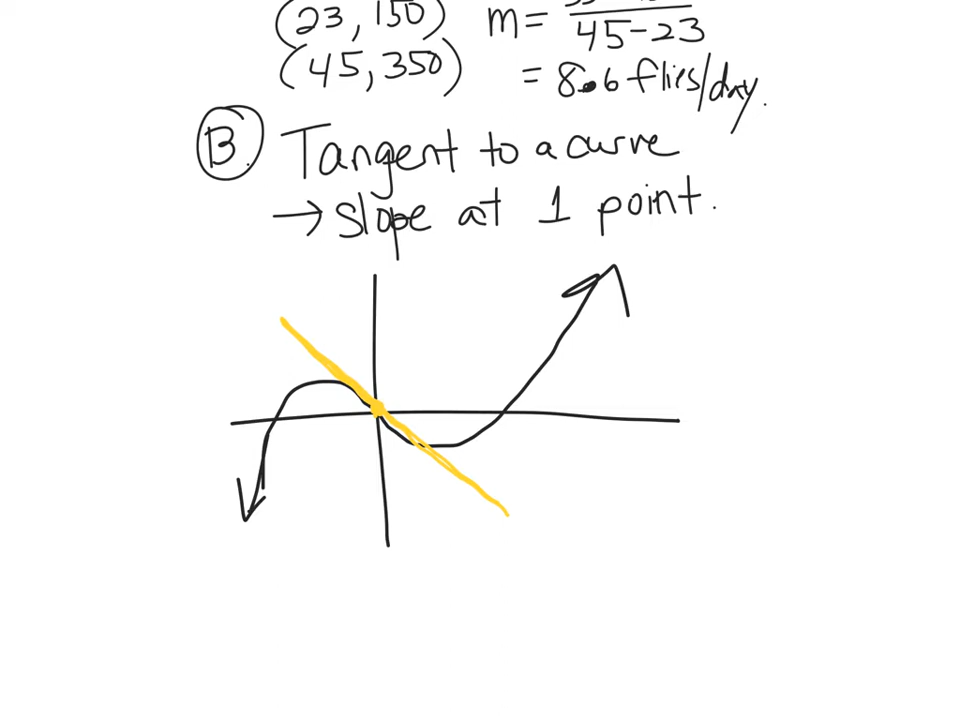 (23, 150) m =
45-23
(45, 350) = 8.6 flies/day.
B. Tangent to a curve
→ slope at 1 point.